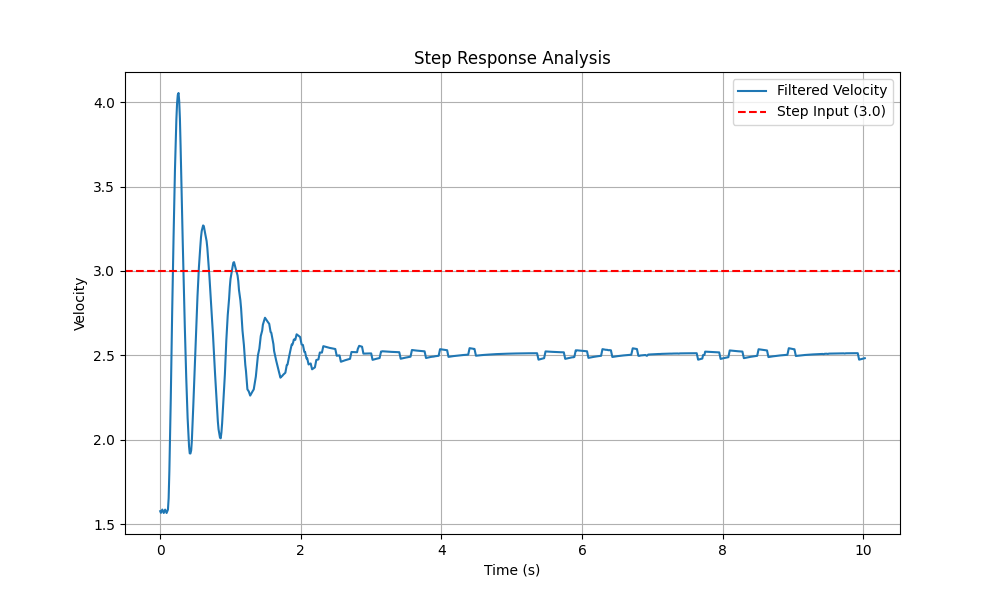 Step Response Analysis
Filtered Velocity
Step Input (3.0)
4.0
3.5
3.0
2.5
2.0
1.5
Velocity
0 2 4 6 8 10
Time (s)